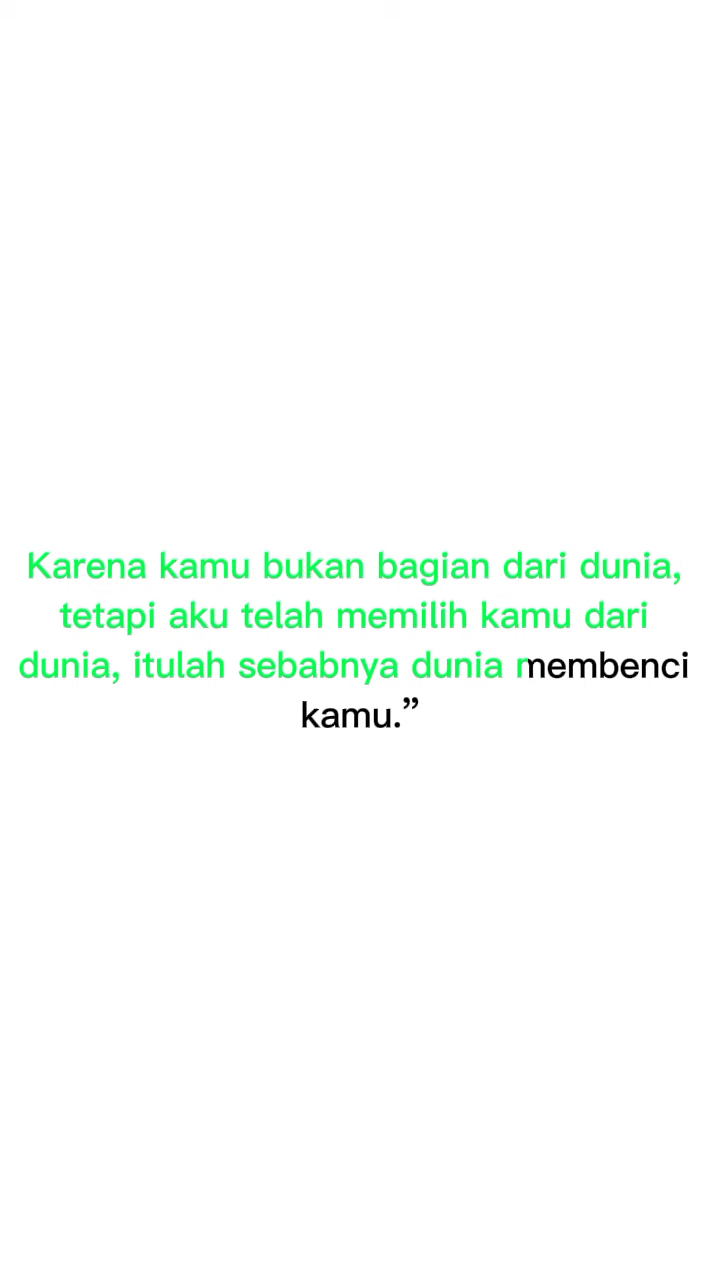 Karena kamu bukan bagian dari dunia,
tetapi aku telah memilih kamu dari
dunia, itulah sebabnya dunia membenci
kamu.”